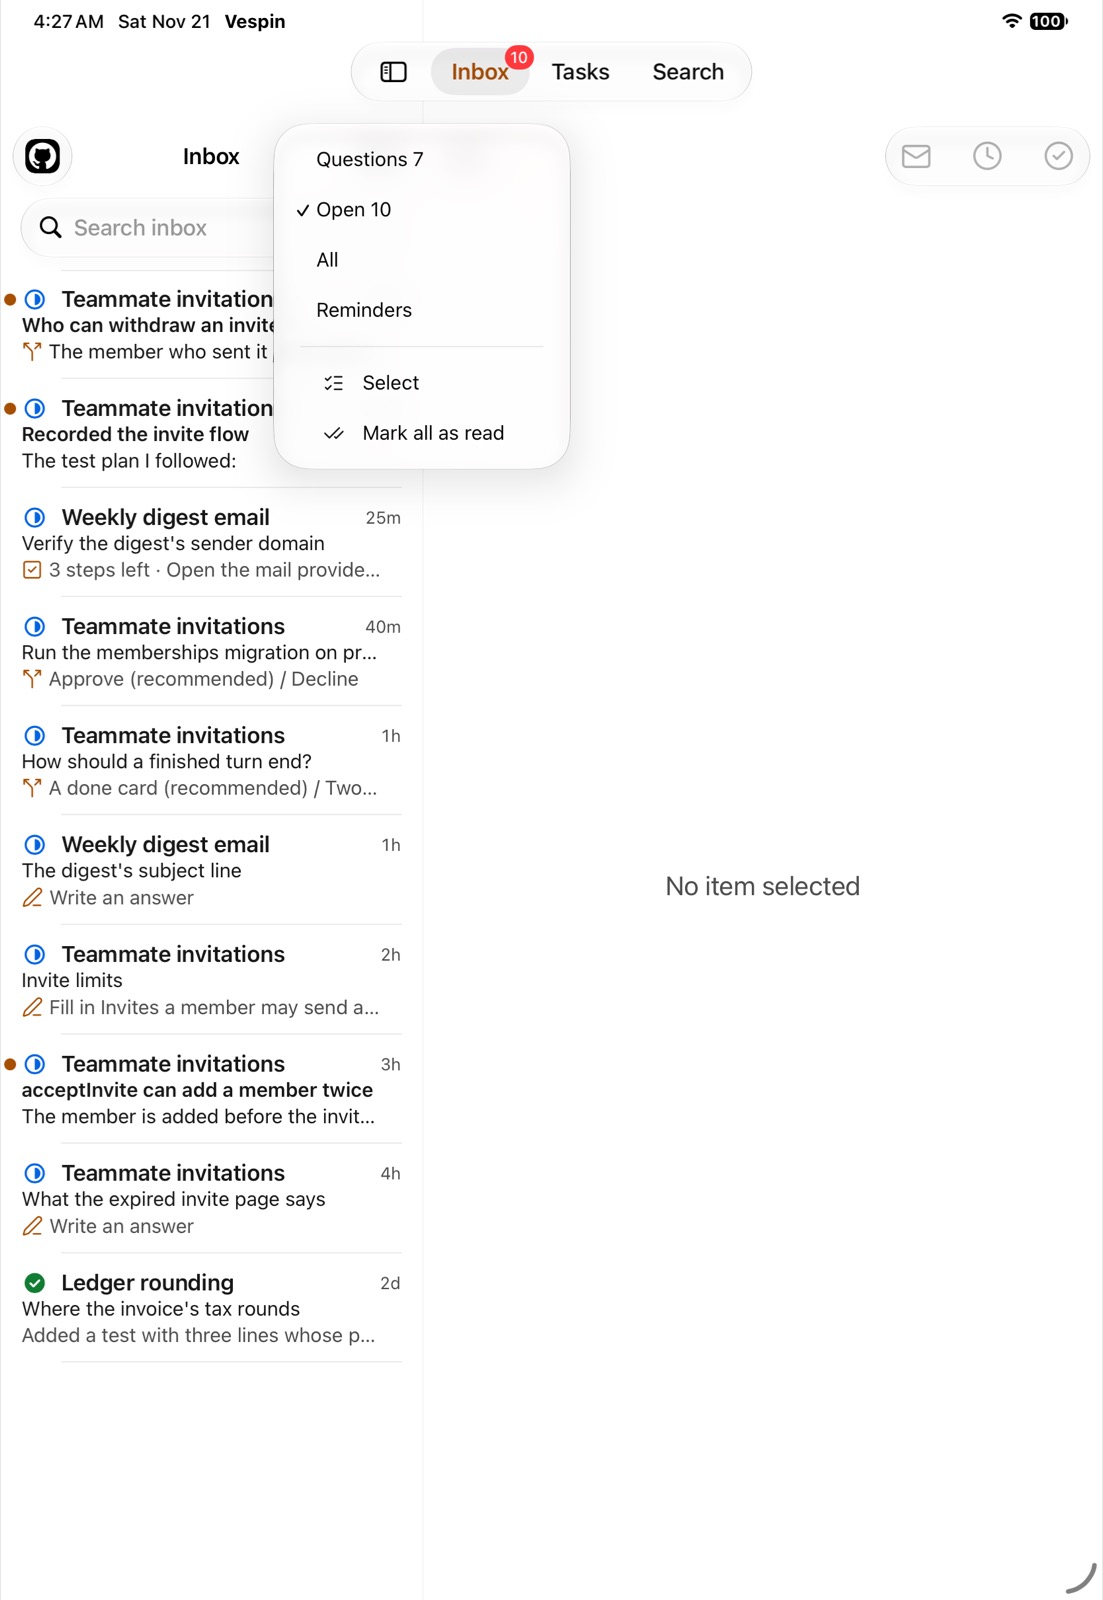 4:27 AM Sat Nov 21 Vespin
100
Inbox 10 Tasks Search
Inbox
Search inbox
Questions 7
Open 10
All
Reminders
Select
Mark all as read
Teammate invitation
Who can withdraw an invite
The member who sent it
Teammate invitation
Recorded the invite flow
The test plan I followed:
Weekly digest email 25m
Verify the digest's sender domain
3 steps left · Open the mail provide...
Teammate invitations 40m
Run the memberships migration on pr...
Approve (recommended) / Decline
Teammate invitations 1h
How should a finished turn end?
A done card (recommended) / Two...
Weekly digest email 1h
The digest's subject line
Write an answer
Teammate invitations 2h
Invite limits
Fill in Invites a member may send a...
Teammate invitations 3h
acceptInvite can add a member twice
The member is added before the invit...
Teammate invitations 4h
What the expired invite page says
Write an answer
Ledger rounding 2d
Where the invoice's tax rounds
Added a test with three lines whose p...
No item selected